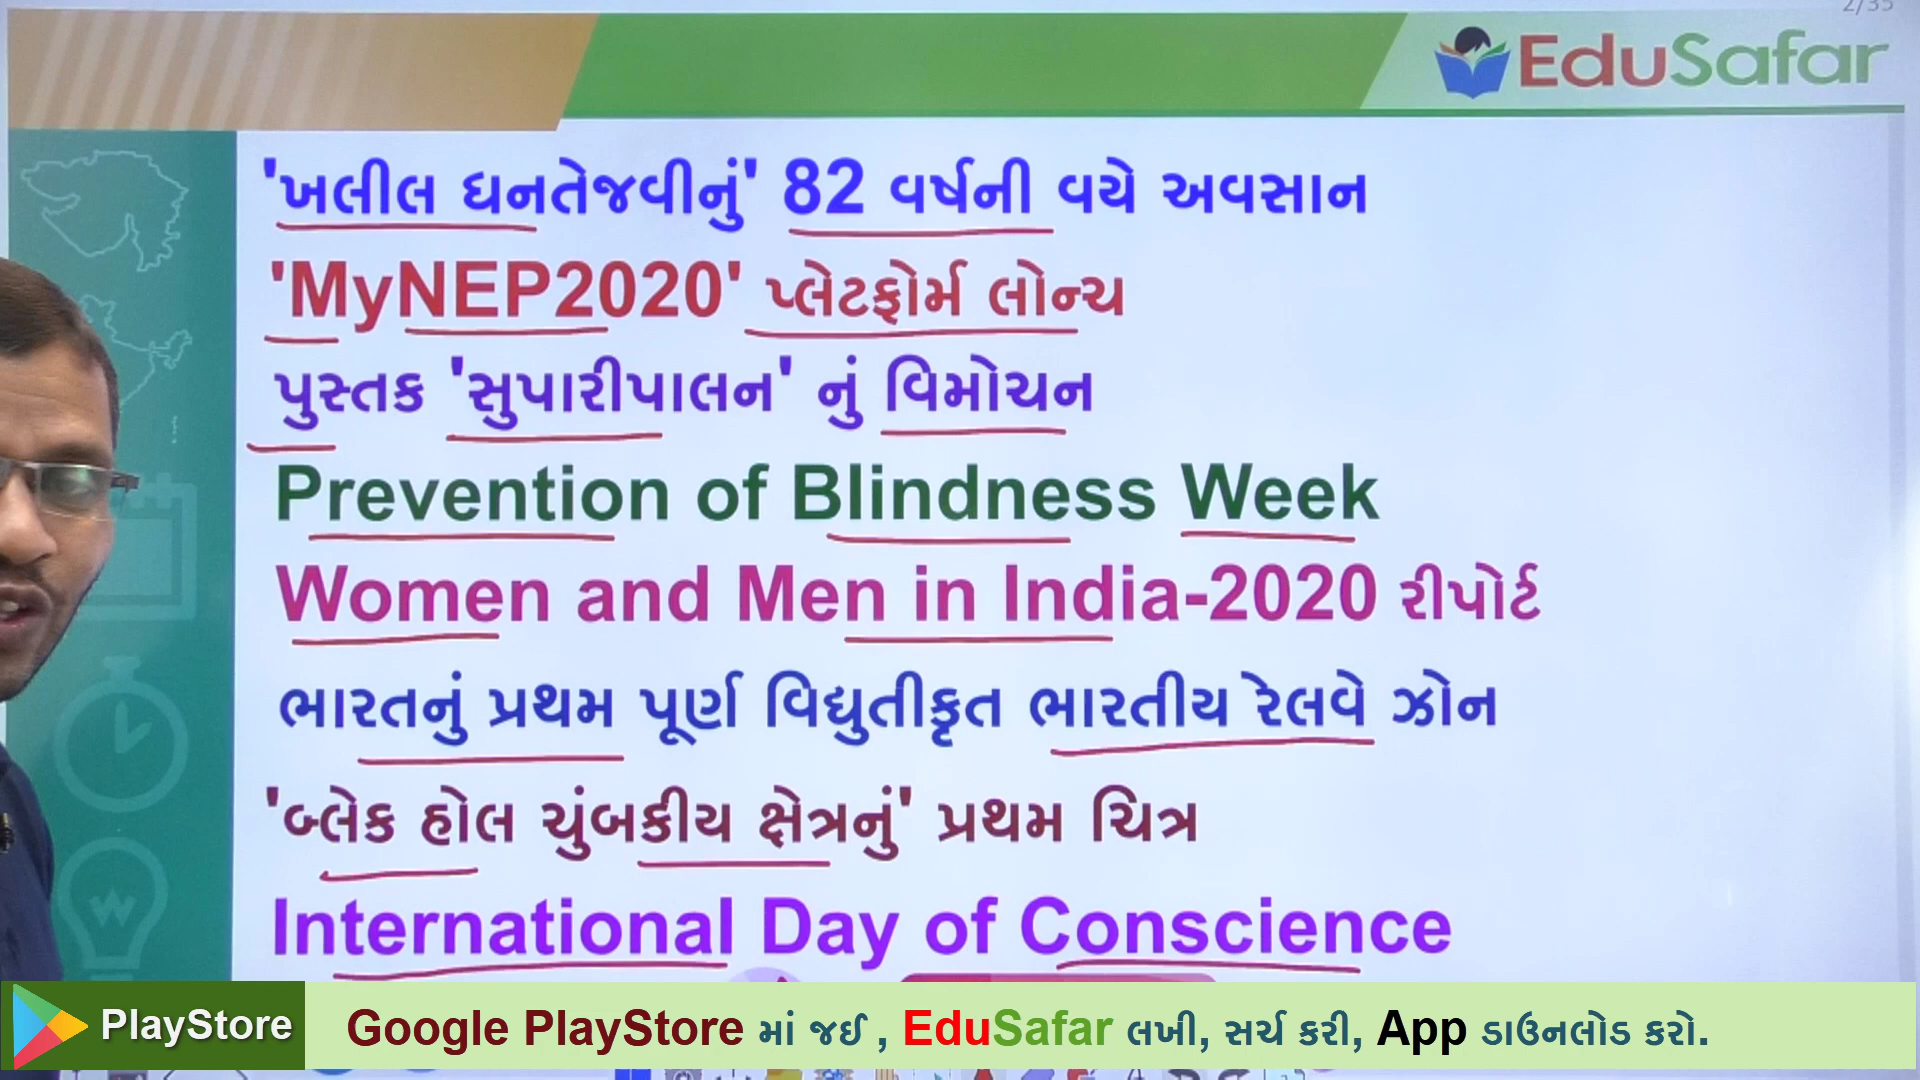 2/35
EduSafar
'ખલીલ ધનતેજવીનું' 82 વર્ષની વયે અવસાન
'MyNEP2020' પ્લેટફોર્મ લોન્ચ
પુસ્તક 'સુપારીપાલન' નું વિમોચન
Prevention of Blindness Week
Women and Men in India-2020 રીપોર્ટ
ભારતનું પ્રથમ પૂર્ણ વિદ્યુતીકૃત ભારતીય રેલવે ઝોન
'બ્લેક હોલ ચુંબકીય ક્ષેત્રનું' પ્રથમ ચિત્ર
International Day of Conscience
PlayStore
Google PlayStore માં જઈ , EduSafar લખી, સર્ચ કરી, App ડાઉનલોડ કરો.